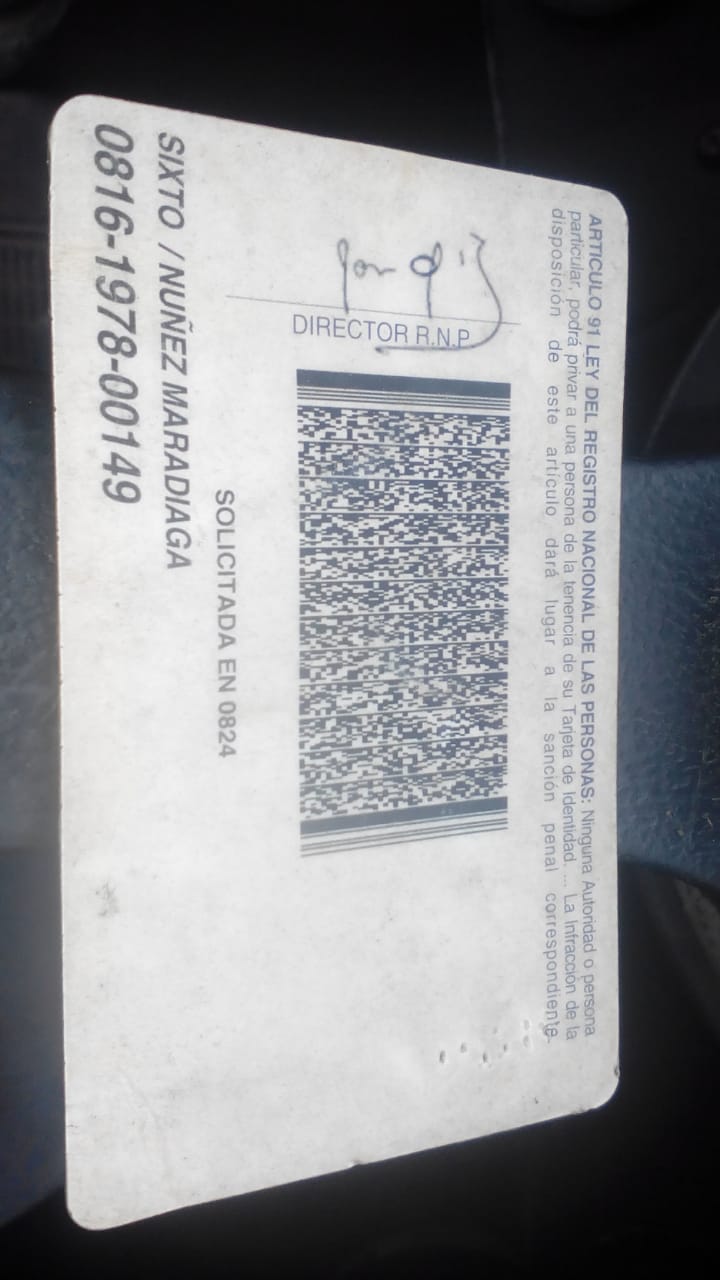 ARTICULO 91 LEY DEL REGISTRO NACIONAL DE LAS PERSONAS: Ninguna Autoridad o persona
particular, podrá privar a una persona de la tenencia de su Tarjeta de Identidad. ... La Infracción de la
disposición de este artículo dará lugar a la sanción penal correspondiente.
DIRECTOR R.N.P.
SOLICITADA EN 0824
SIXTO / NUÑEZ MARADIAGA
0816-1978-00149